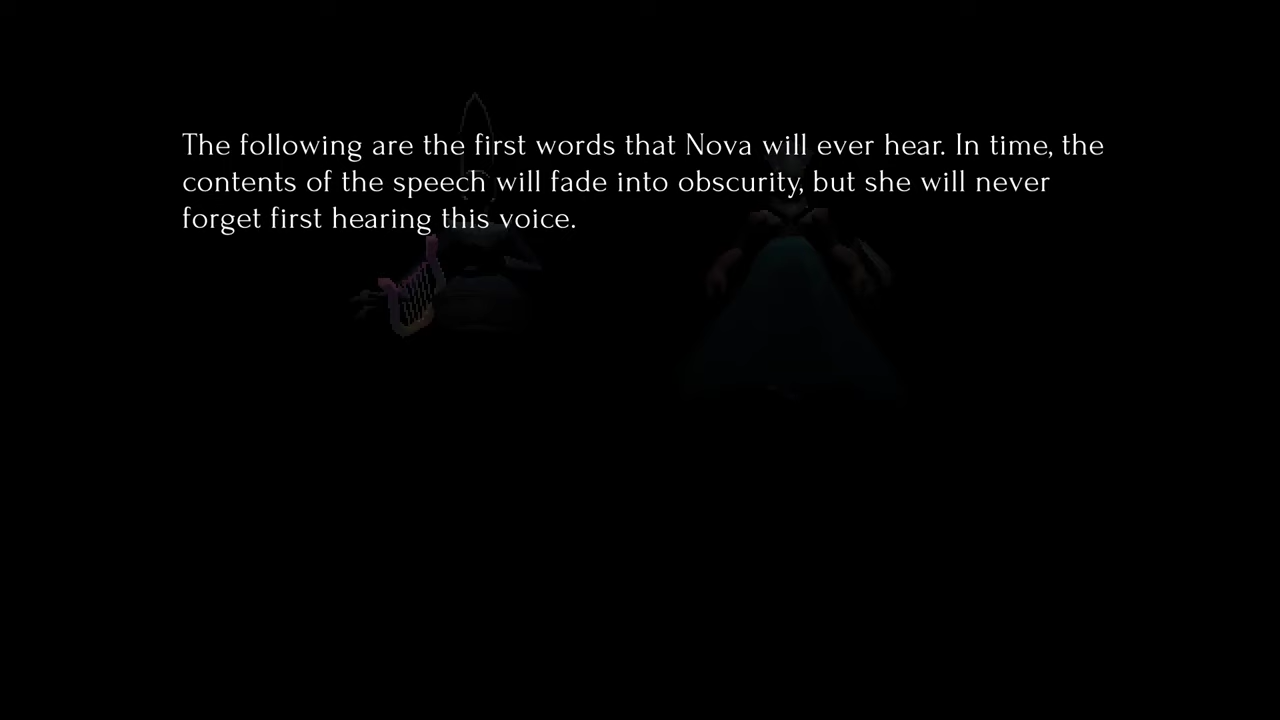 The following are the first words that Nova will ever hear. In time, the
contents of the speech will fade into obscurity, but she will never
forget first hearing this voice.